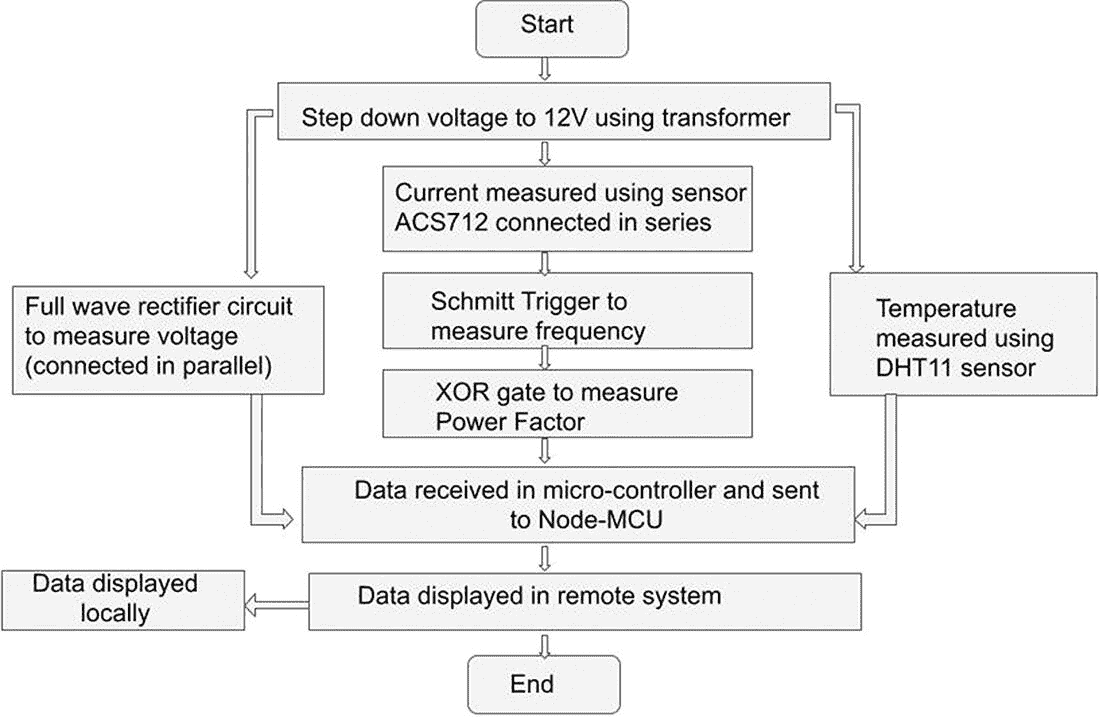 Start
Step down voltage to 12V using transformer
Current measured using sensor
ACS712 connected in series
Full wave rectifier circuit
to measure voltage
(connected in parallel)
Schmitt Trigger to
measure frequency
Temperature
measured using
DHT11 sensor
XOR gate to measure
Power Factor
Data received in micro-controller and sent
to Node-MCU
Data displayed
locally
Data displayed in remote system
End